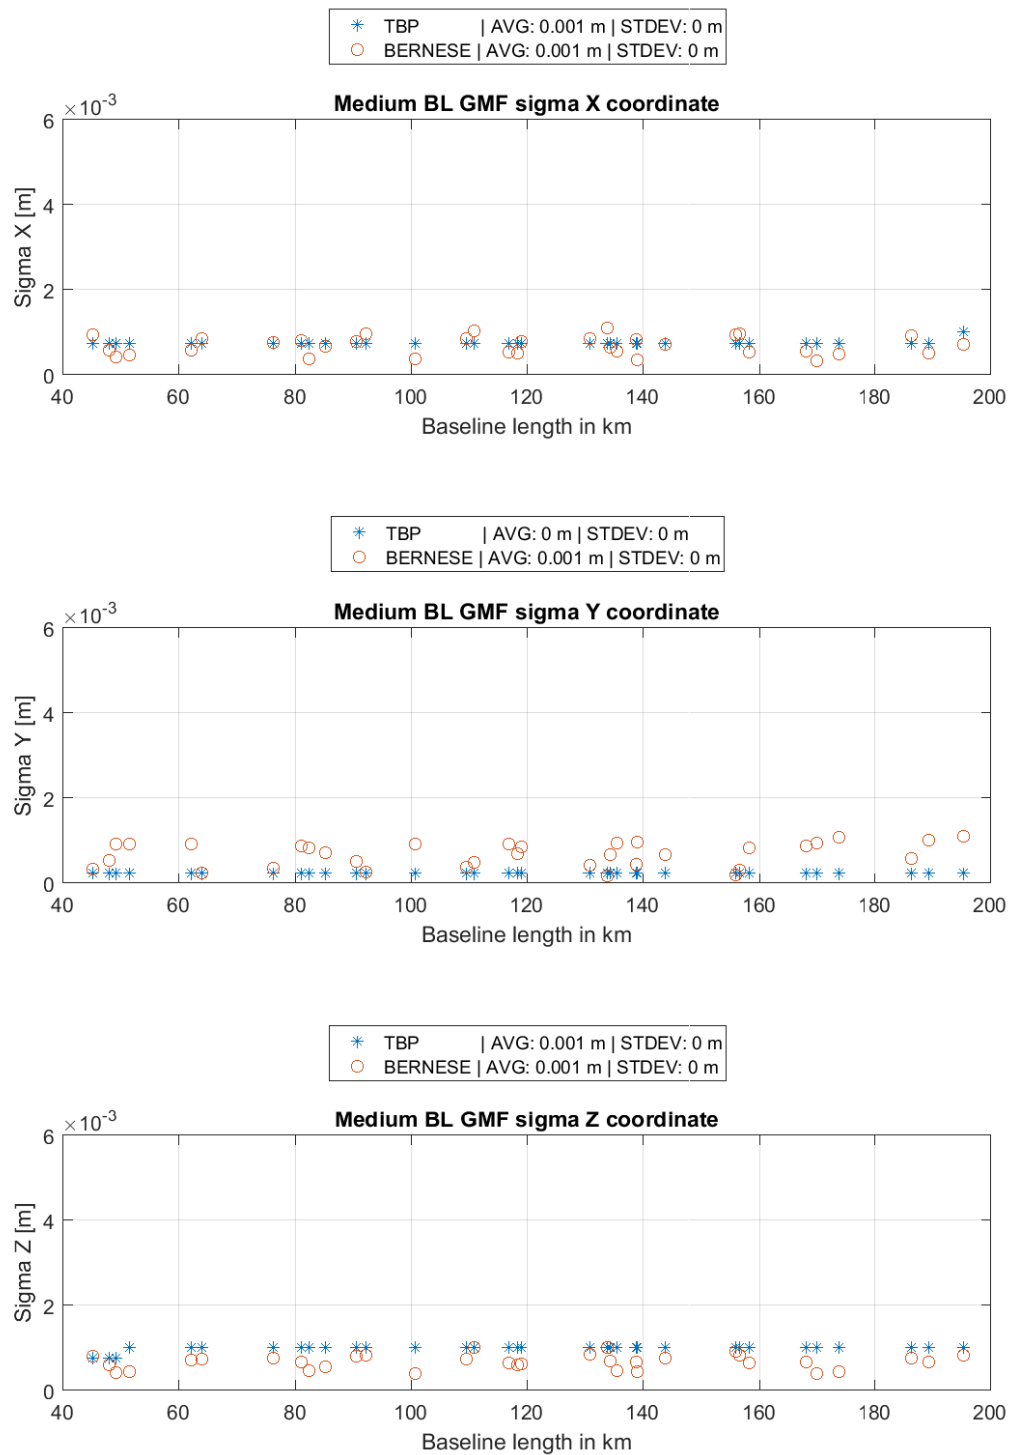 TBP | AVG: 0.001 m | STDEV: 0 m
BERNESE | AVG: 0.001 m | STDEV: 0 m
Medium BL GMF sigma X coordinate
×10-3
6
4
2
0
Sigma X [m]
40 60 80 100 120 140 160 180 200
Baseline length in km
TBP | AVG: 0 m | STDEV: 0 m
BERNESE | AVG: 0.001 m | STDEV: 0 m
Medium BL GMF sigma Y coordinate
×10-3
6
4
2
0
Sigma Y [m]
40 60 80 100 120 140 160 180 200
Baseline length in km
TBP | AVG: 0.001 m | STDEV: 0 m
BERNESE | AVG: 0.001 m | STDEV: 0 m
Medium BL GMF sigma Z coordinate
×10-3
6
4
2
0
Sigma Z [m]
40 60 80 100 120 140 160 180 200
Baseline length in km